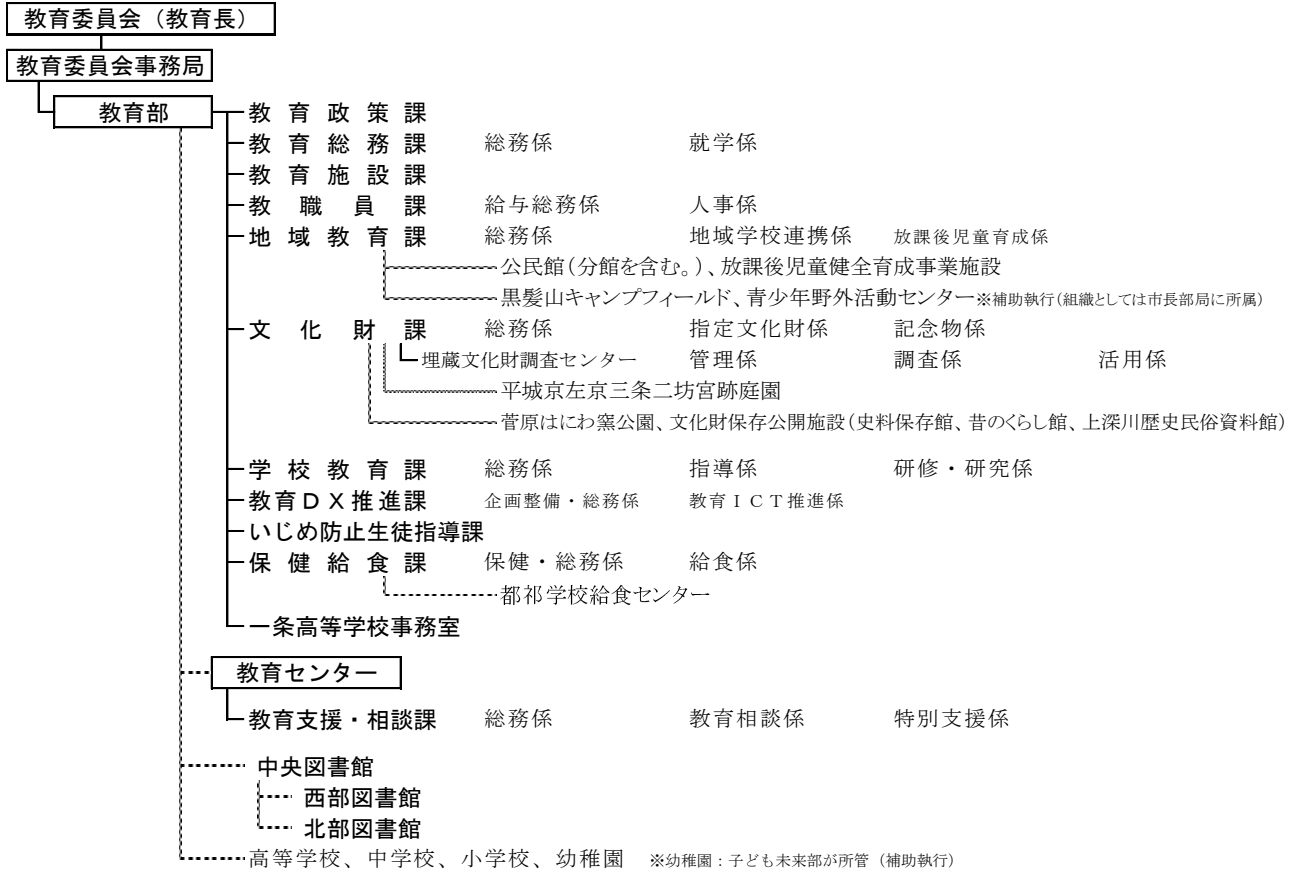 教育委員会（教育長）
教育委員会事務局
教育部 教育政策課
教育総務課 総務係 就学係
教育施設課
教職員課 給与総務係 人事係
地域教育課 総務係 地域学校連携係 放課後児童育成係
公民館（分館を含む。）、放課後児童健全育成事業施設
黒髪山キャンプフィールド、青少年野外活動センター※補助執行（組織としては市長部局に所属）
文化財課 総務係 指定文化財係 記念物係
埋蔵文化財調査センター 管理係 調査係 活用係
平城京左京三条二坊宮跡庭園
菅原はにわ窯公園、文化財保存公開施設（史料保存館、昔のくらし館、上深川歴史民俗資料館）
学校教育課 総務係 指導係 研修・研究係
教育ＤＸ推進課 企画整備・総務係 教育ＩＣＴ推進係
いじめ防止生徒指導課
保健給食課 保健・総務係 給食係
都祁学校給食センター
一条高等学校事務室
教育センター
教育支援・相談課 総務係 教育相談係 特別支援係
中央図書館
西部図書館
北部図書館
高等学校、中学校、小学校、幼稚園 ※幼稚園：子ども未来部が所管（補助執行）